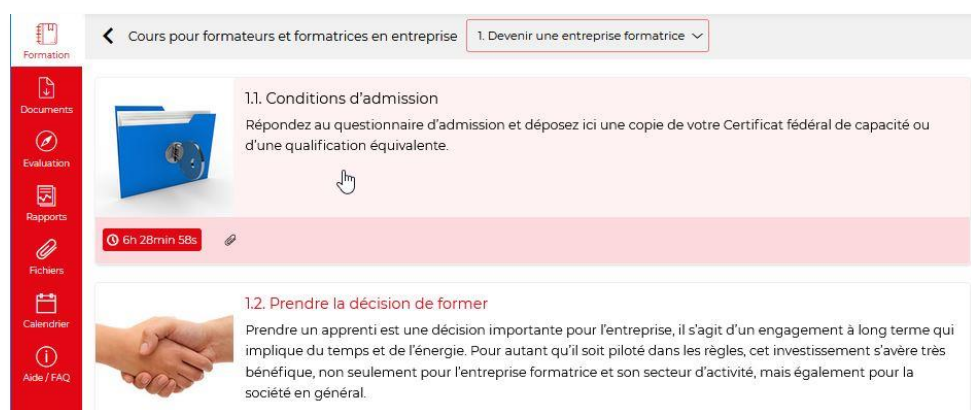 Formation
Cours pour formateurs et formatrices en entreprise
1. Devenir une entreprise formatrice
Documents
Evaluation
Rapports
Fichiers
Calendrier
Aide / FAQ
1.1. Conditions d'admission
Répondez au questionnaire d'admission et déposez ici une copie de votre Certificat fédéral de capacité ou
d'une qualification équivalente.
6h 28min 58s
1.2. Prendre la décision de former
Prendre un apprenti est une décision importante pour l'entreprise, il s'agit d'un engagement à long terme qui
implique du temps et de l'énergie. Pour autant qu'il soit piloté dans les règles, cet investissement s'avère très
bénéfique, non seulement pour l'entreprise formatrice et son secteur d'activité, mais également pour la
société en général.